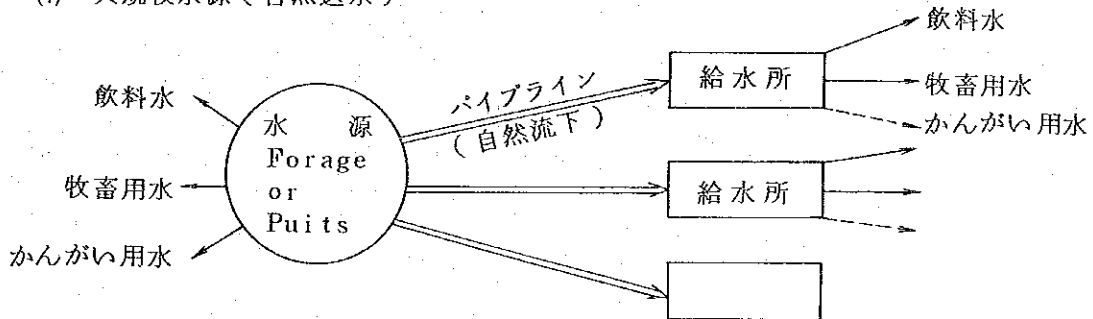 飲料水
牧畜用水
かんがい用水
水源
Forage
or
Puits
パイプライン
(自然流下)
給水所
飲料水
牧畜用水
かんがい用水
給水所